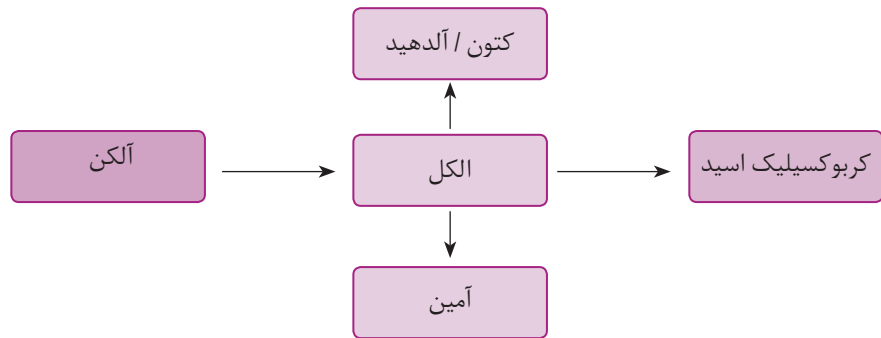 کتون / آلدهید
آلکن
الکل
کربوکسیلیک اسید
آمین